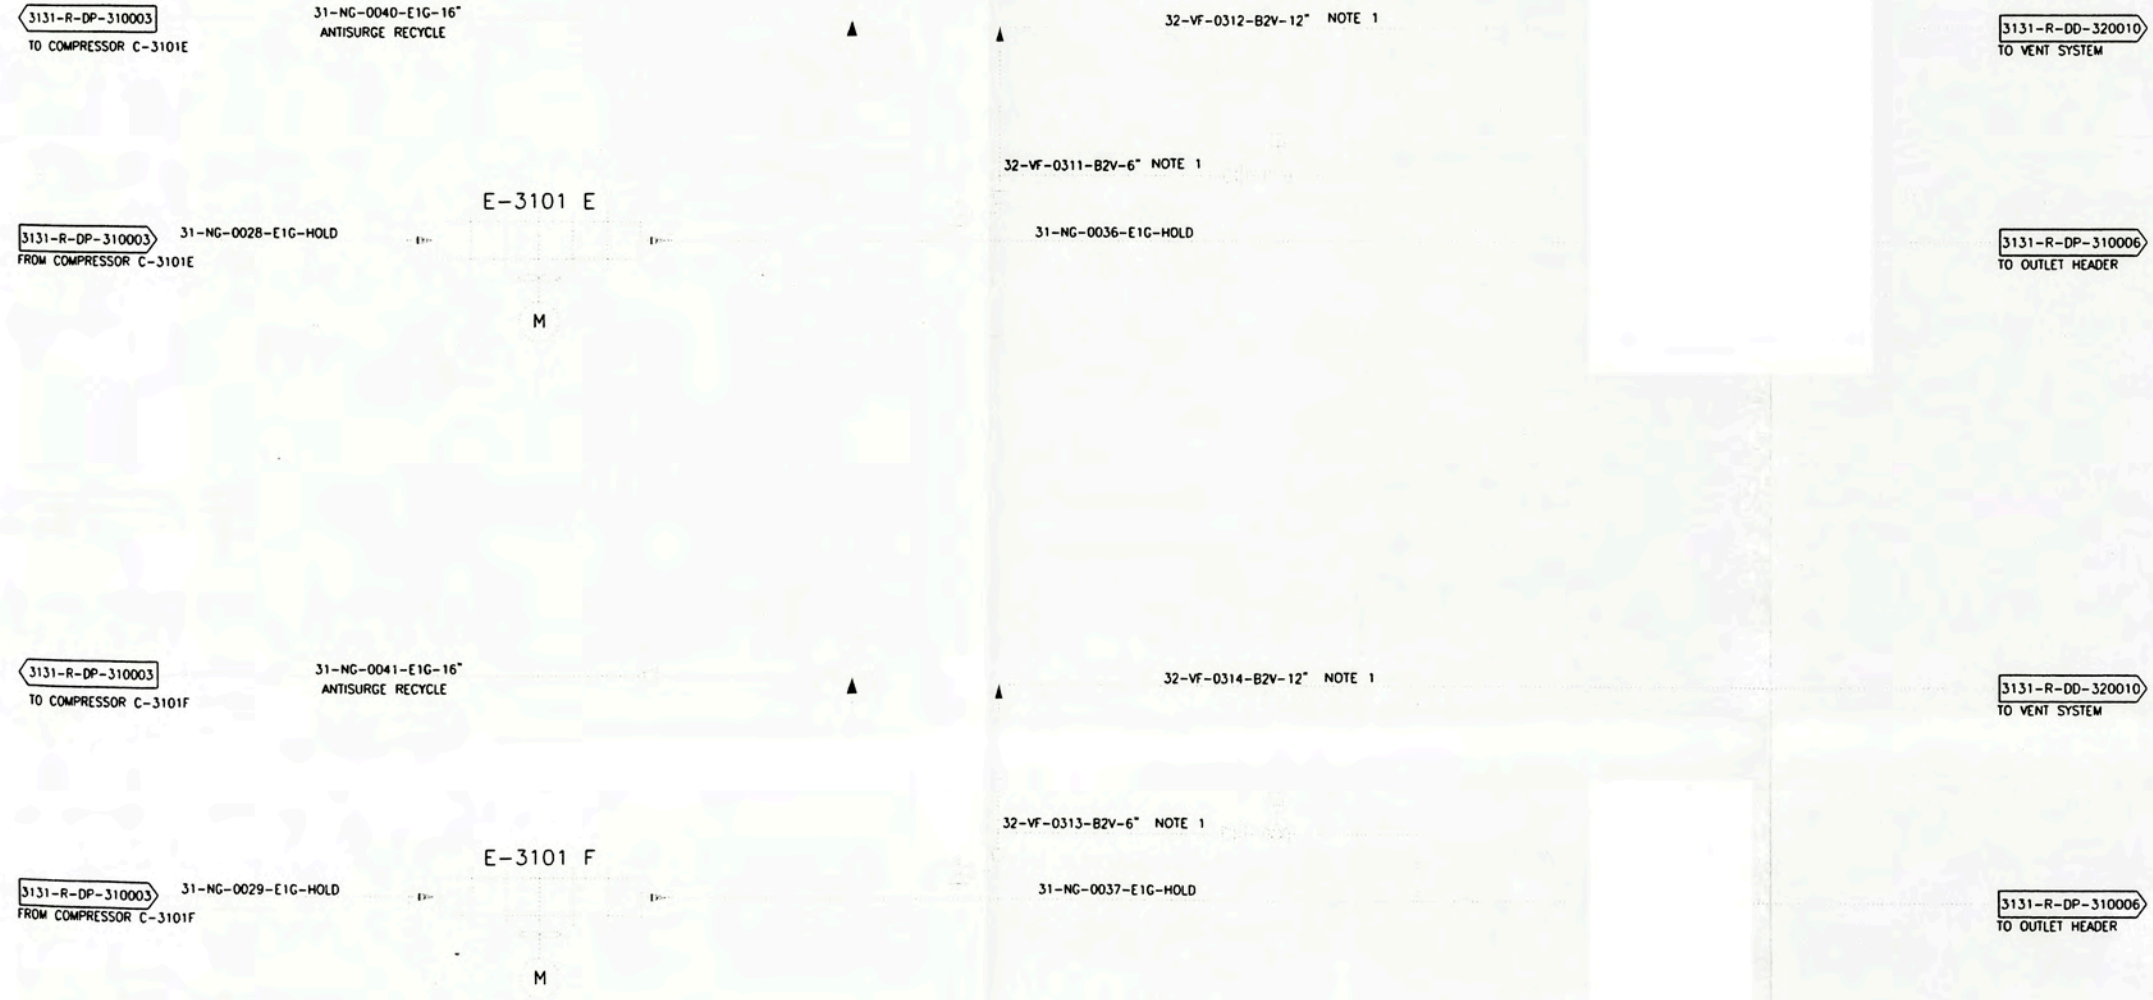 3131-R-DP-310003
TO COMPRESSOR C-3101E
31-NG-0040-E1G-16"
ANTISURGE RECYCLE
32-VF-0312-B2V-12" NOTE 1
3131-R-DD-320010
TO VENT SYSTEM
32-VF-0311-B2V-6" NOTE 1
E-3101 E
3131-R-DP-310003
FROM COMPRESSOR C-3101E
31-NG-0028-E1G-HOLD
31-NG-0036-E1G-HOLD
3131-R-DP-310006
TO OUTLET HEADER
M
3131-R-DP-310003
TO COMPRESSOR C-3101F
31-NG-0041-E1G-16"
ANTISURGE RECYCLE
32-VF-0314-B2V-12" NOTE 1
3131-R-DD-320010
TO VENT SYSTEM
32-VF-0313-B2V-6" NOTE 1
E-3101 F
3131-R-DP-310003
FROM COMPRESSOR C-3101F
31-NG-0029-E1G-HOLD
31-NG-0037-E1G-HOLD
3131-R-DP-310006
TO OUTLET HEADER
M